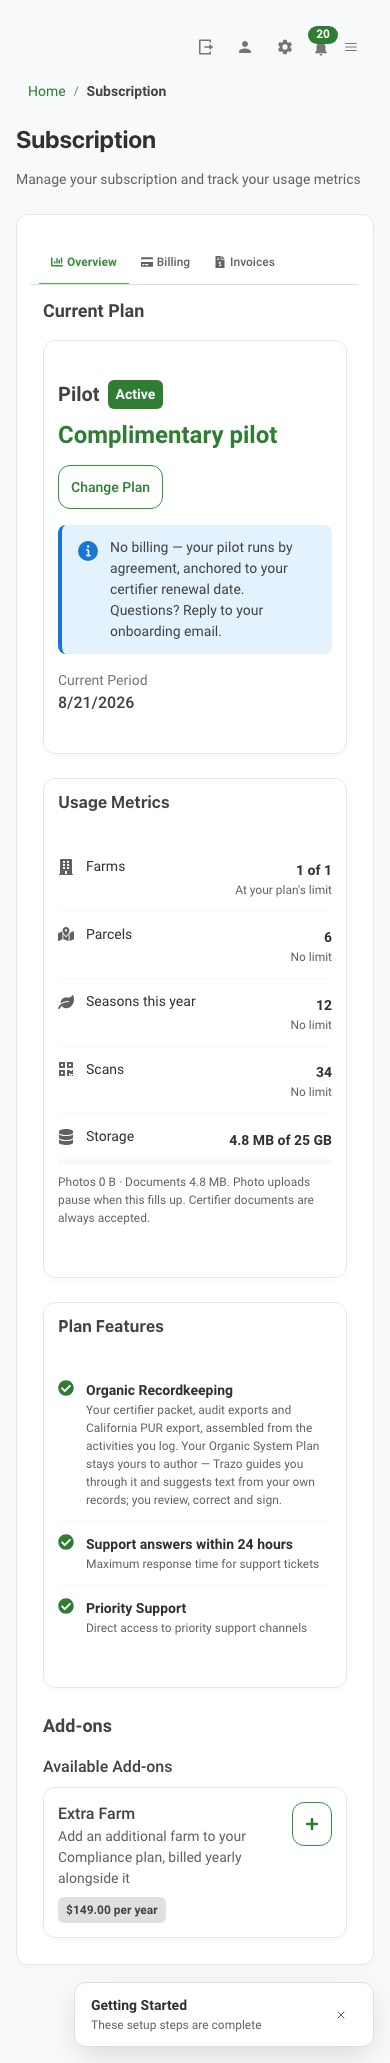 20
Home / Subscription
Subscription
Manage your subscription and track your usage metrics
Overview Billing Invoices
Current Plan
Pilot Active
Complimentary pilot
Change Plan
No billing — your pilot runs by
agreement, anchored to your
certifier renewal date.
Questions? Reply to your
onboarding email.
Current Period
8/21/2026
Usage Metrics
Farms 1 of 1
At your plan's limit
Parcels 6
No limit
Seasons this year 12
No limit
Scans 34
No limit
Storage 4.8 MB of 25 GB
Photos 0 B · Documents 4.8 MB. Photo uploads
pause when this fills up. Certifier documents are
always accepted.
Plan Features
Organic Recordkeeping
Your certifier packet, audit exports and
California PUR export, assembled from the
activities you log. Your Organic System Plan
stays yours to author — Trazo guides you
through it and suggests text from your own
records; you review, correct and sign.
Support answers within 24 hours
Maximum response time for support tickets
Priority Support
Direct access to priority support channels
Add-ons
Available Add-ons
Extra Farm
Add an additional farm to your
Compliance plan, billed yearly
alongside it
$149.00 per year
Getting Started
These setup steps are complete